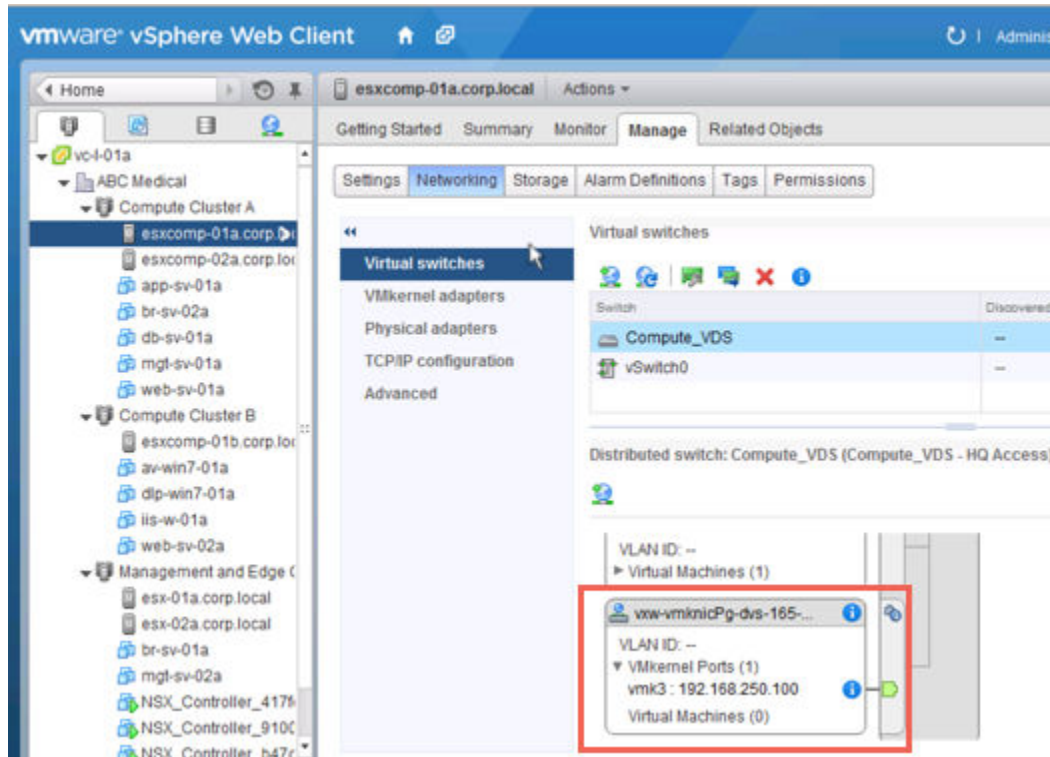 vmware® vSphere Web Client
Adminis
Home
vc-l-01a
ABC Medical
Compute Cluster A
esxcomp-01a.corp.
esxcomp-02a.corp.loc
app-sv-01a
br-sv-02a
db-sv-01a
mgt-sv-01a
web-sv-01a
Compute Cluster B
esxcomp-01b.corp.loc
av-win7-01a
dlp-win7-01a
iis-w-01a
web-sv-02a
Management and Edge C
esx-01a.corp.local
esx-02a.corp.local
br-sv-01a
mgt-sv-02a
NSX_Controller_417f
NSX_Controller_910C
NSX_Controller_b47c
esxcomp-01a.corp.local Actions
Getting Started Summary Monitor Manage Related Objects
Settings Networking Storage Alarm Definitions Tags Permissions
Virtual switches
VMkernel adapters
Physical adapters
TCP/IP configuration
Advanced
Virtual switches
Switch Discovered
Compute_VDS --
vSwitch0 --
Distributed switch: Compute_VDS (Compute_VDS - HQ Access)
VLAN ID: --
Virtual Machines (1)
vxw-vmknicPg-dvs-165-...
VLAN ID: --
VMkernel Ports (1)
vmk3 : 192.168.250.100
Virtual Machines (0)